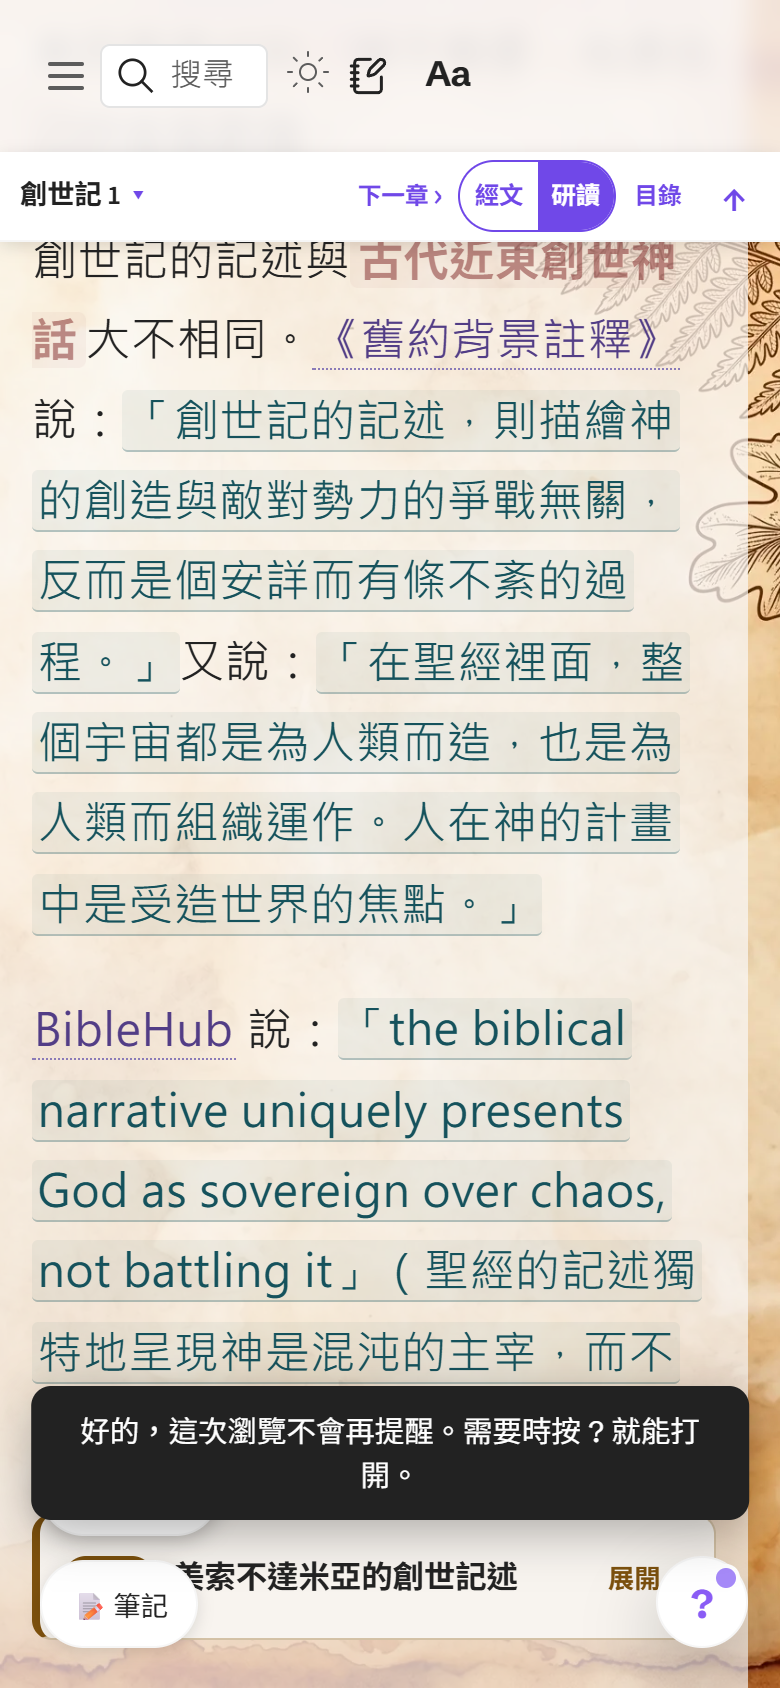 搜尋
Aa
創世記 1 ▼
下一章 ›
經文
研讀
目錄
↑
創世記的記述與 古代近東創世神
話 大不相同。《舊約背景註釋》
說：「創世記的記述，則描繪神
的創造與敵對勢力的爭戰無關，
反而是個安詳而有條不紊的過
程。」又說：「在聖經裡面，整
個宇宙都是為人類而造，也是為
人類而組織運作。人在神的計畫
中是受造世界的焦點。」
BibleHub 說：「the biblical
narrative uniquely presents
God as sovereign over chaos,
not battling it」（聖經的記述獨
特地呈現神是混沌的主宰，而不
好的，這次瀏覽不會再提醒。需要時按 ? 就能打
開。
美索不達米亞的創世記述
展開
筆記
?